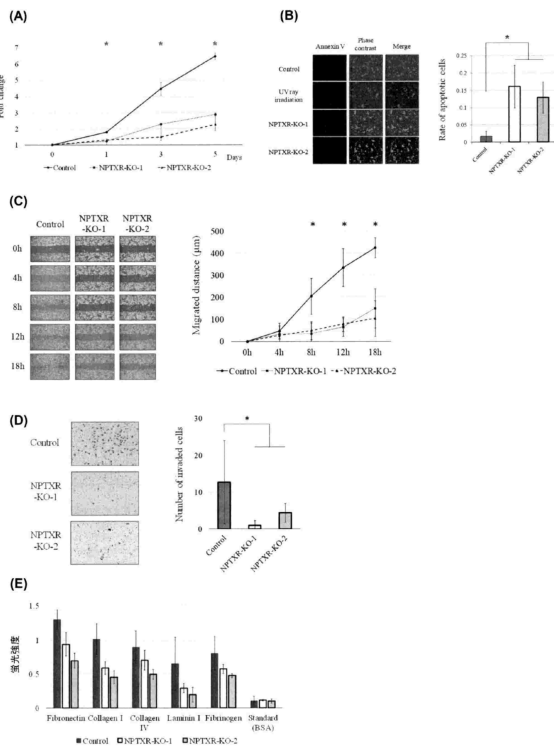 (A)
Fold change
7
6
5
4
3
2
1
* * *
0 1 3 5 Days
Control NPTXR-KO-1 NPTXR-KO-2
(B)
Annexin V Phase contrast Merge
Control
UV ray irradiation
NPTXR-KO-1
NPTXR-KO-2
Rate of apoptotic cells
*
0.25
0.2
0.15
0.1
0.05
0
Control NPTXR-KO-1 NPTXR-KO-2
(C)
Control NPTXR -KO-1 NPTXR -KO-2
0h
4h
8h
12h
18h
Migrated distance (μm)
500
400
300
200
100
0
* * *
0h 4h 8h 12h 18h
Control NPTXR-KO-1 NPTXR-KO-2
(D)
Control
NPTXR -KO-1
NPTXR -KO-2
Number of invaded cells
30
20
10
0
*
Control NPTXR-KO-1 NPTXR-KO-2
(E)
蛍光強度
1.5
1
0.5
0
Fibronectin Collagen I Collagen IV Laminin I Fibrinogen Standard (BSA)
Control NPTXR-KO-1 NPTXR-KO-2